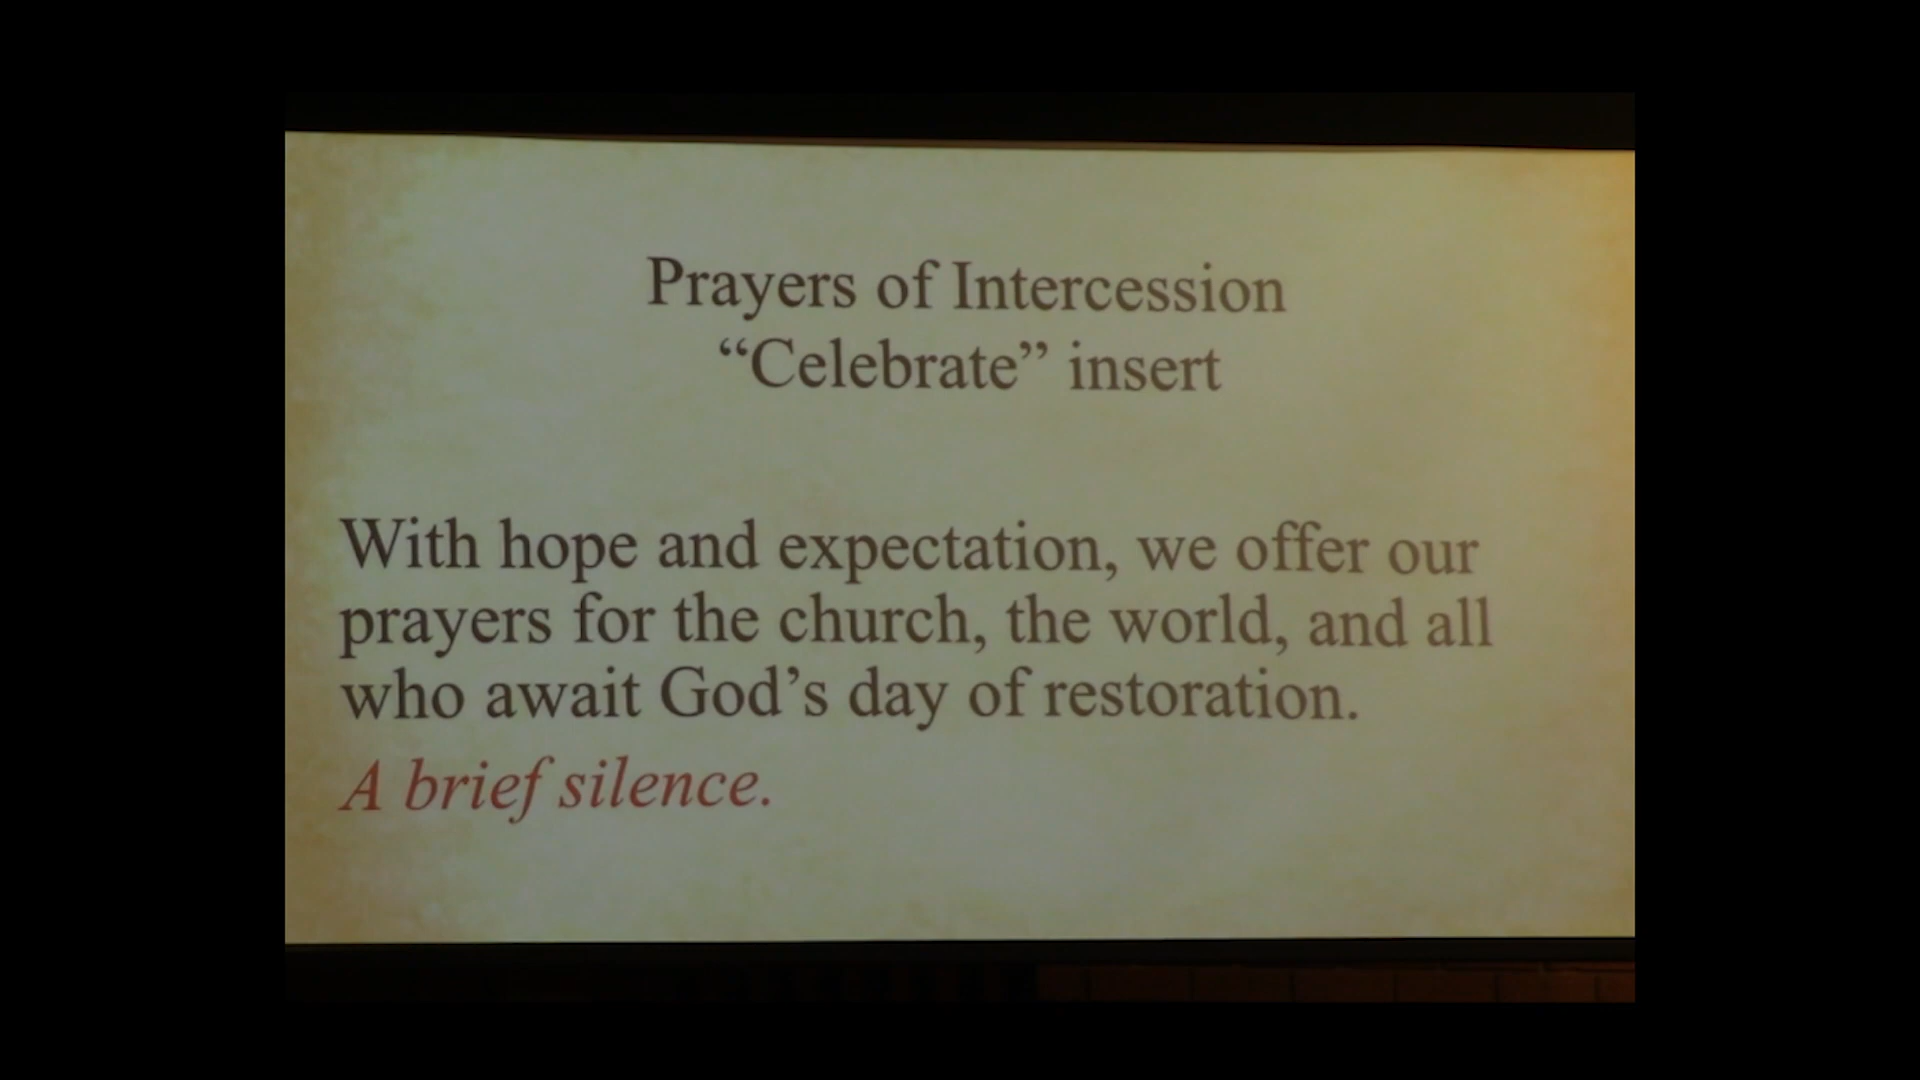 Prayers of Intercession
“Celebrate” insert
With hope and expectation, we offer our
prayers for the church, the world, and all
who await God’s day of restoration.
A brief silence.